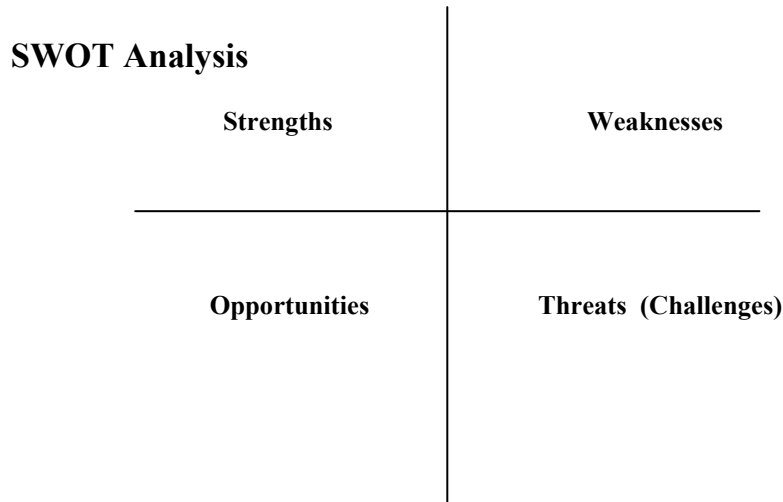 SWOT Analysis
Strengths
Weaknesses
Opportunities
Threats (Challenges)